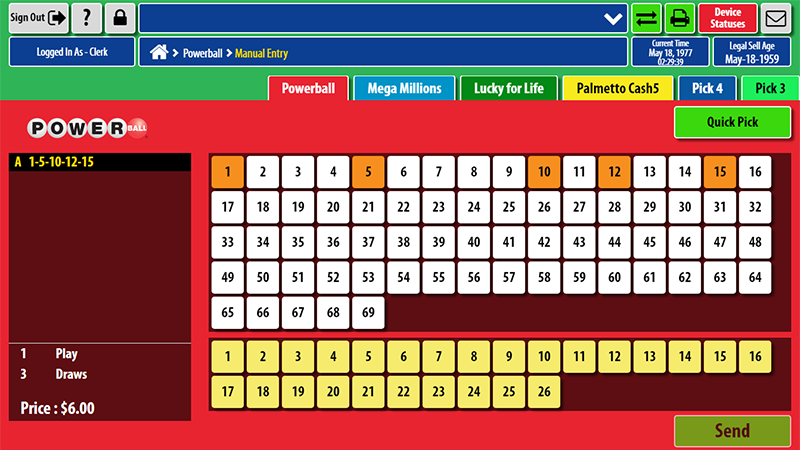 Sign Out
?
Device
Statuses
Logged In As - Clerk
Powerball
Manual Entry
Current Time
May 18, 1977
02:29:39
Legal Sell Age
May-18-1959
Powerball
Mega Millions
Lucky for Life
Palmetto Cash5
Pick 4
Pick 3
POWERBALL
Quick Pick
A 1-5-10-12-15
1 2 3 4 5 6 7 8 9 10 11 12 13 14 15 16
17 18 19 20 21 22 23 24 25 26 27 28 29 30 31 32
33 34 35 36 37 38 39 40 41 42 43 44 45 46 47 48
49 50 51 52 53 54 55 56 57 58 59 60 61 62 63 64
65 66 67 68 69
1 Play
3 Draws
Price : $6.00
1 2 3 4 5 6 7 8 9 10 11 12 13 14 15 16
17 18 19 20 21 22 23 24 25 26
Send